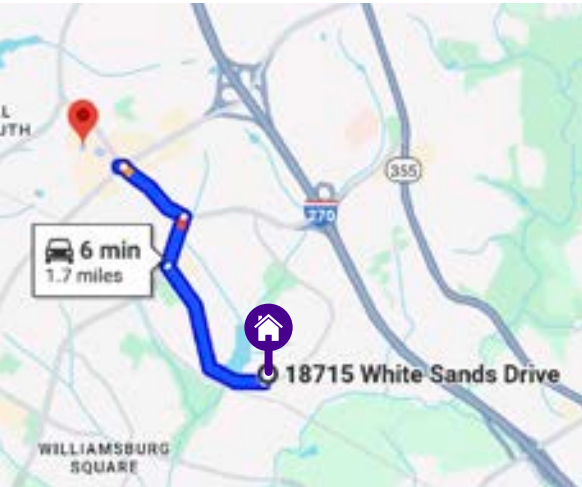 L
UTH
355
270
6 min
1.7 miles
18715 White Sands Drive
WILLIAMSBURG
SQUARE